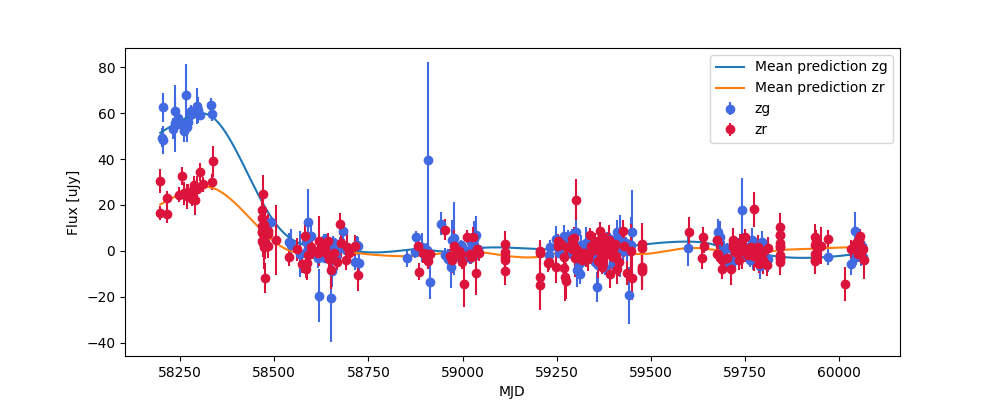 80
60
40
20
0
−20
−40
Flux [uJy]
58250
58500
58750
59000
59250
59500
59750
60000
MJD
Mean prediction zg
Mean prediction zr
zg
zr